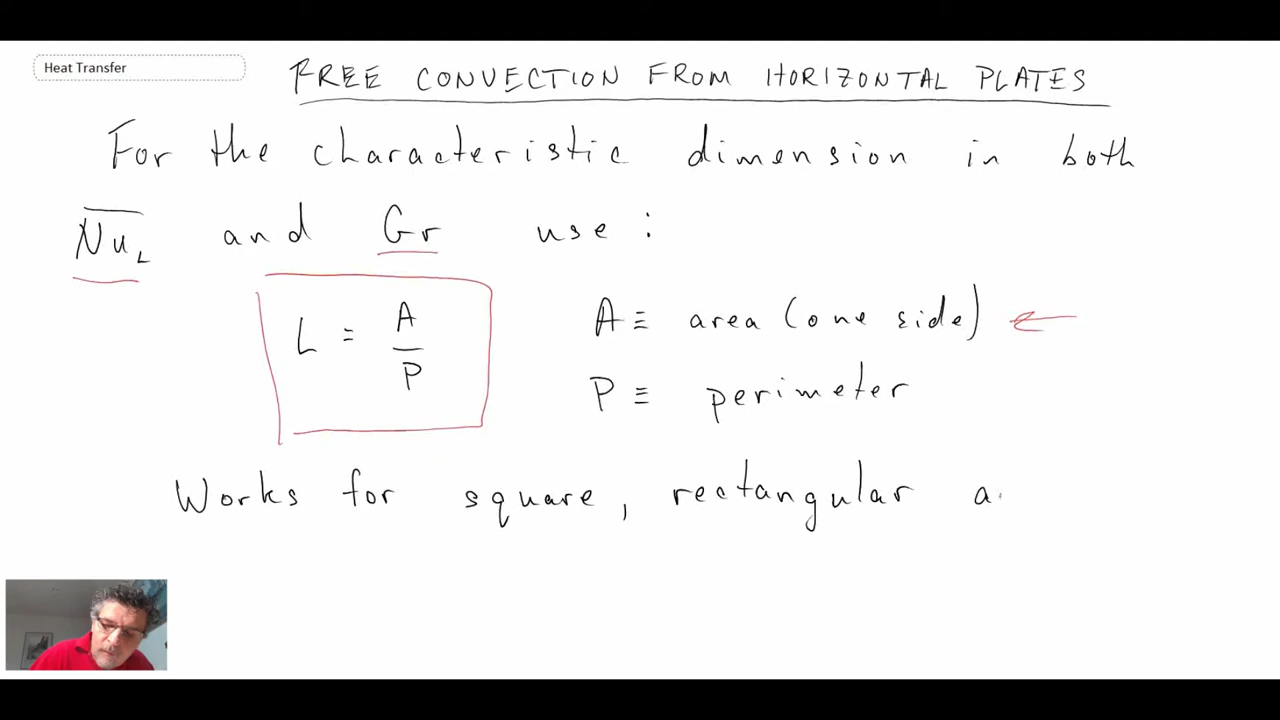 Heat Transfer
FREE CONVECTION FROM HORIZONTAL PLATES
For the characteristic dimension in both
N̅u̅_L and Gr use :
L = A/P
A ≡ area (one side)
P ≡ perimeter
Works for square, rectangular a